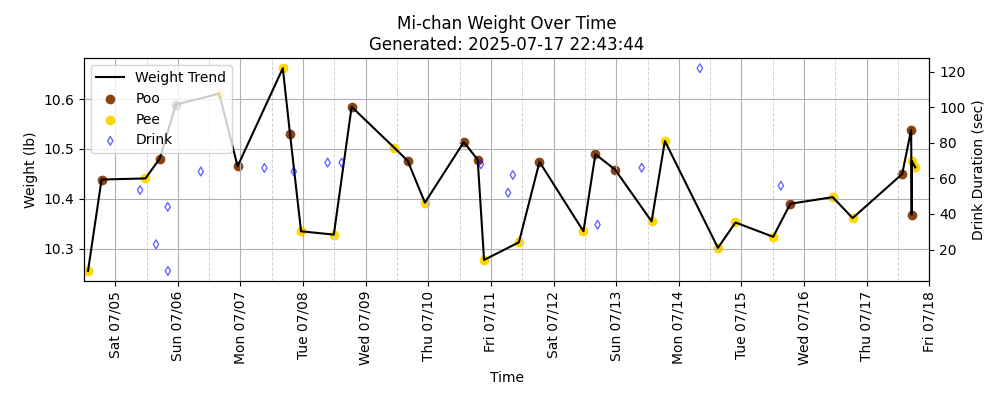 Mi-chan Weight Over Time
Generated: 2025-07-17 22:43:44
Weight (lb)
10.6
10.5
10.4
10.3
Weight Trend
Poo
Pee
Drink
120
100
80
60
40
20
Drink Duration (sec)
Sat 07/05
Sun 07/06
Mon 07/07
Tue 07/08
Wed 07/09
Thu 07/10
Fri 07/11
Sat 07/12
Sun 07/13
Mon 07/14
Tue 07/15
Wed 07/16
Thu 07/17
Fri 07/18
Time